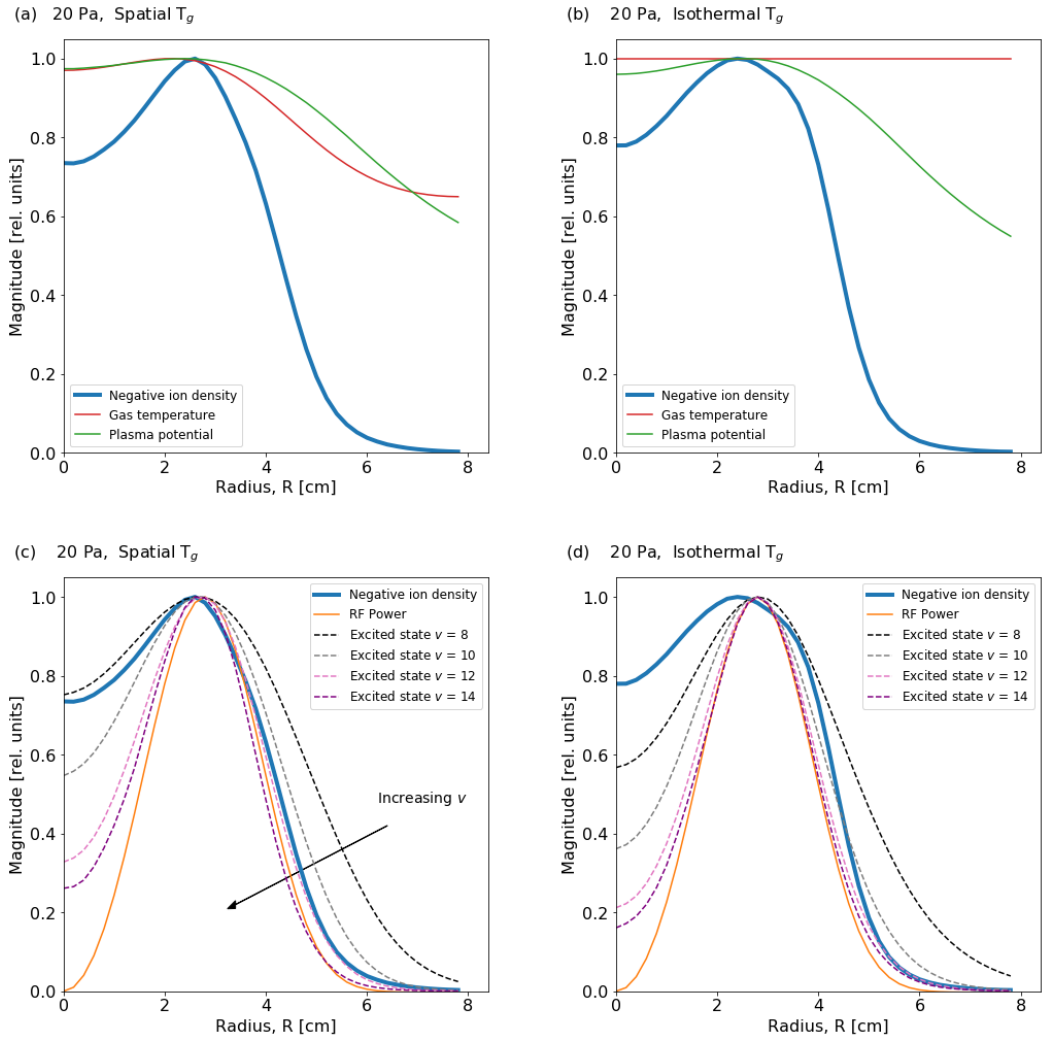 (a) 20 Pa, Spatial Tg
1.0
0.8
0.6
0.4
0.2
0.0
Magnitude [rel. units]
Negative ion density
Gas temperature
Plasma potential
0 2 4 6 8
Radius, R [cm]
(b) 20 Pa, Isothermal Tg
1.0
0.8
0.6
0.4
0.2
0.0
Magnitude [rel. units]
Negative ion density
Gas temperature
Plasma potential
0 2 4 6 8
Radius, R [cm]
(c) 20 Pa, Spatial Tg
1.0
0.8
0.6
0.4
0.2
0.0
Magnitude [rel. units]
Negative ion density
RF Power
Excited state v = 8
Excited state v = 10
Excited state v = 12
Excited state v = 14
Increasing v
0 2 4 6 8
Radius, R [cm]
(d) 20 Pa, Isothermal Tg
1.0
0.8
0.6
0.4
0.2
0.0
Magnitude [rel. units]
Negative ion density
RF Power
Excited state v = 8
Excited state v = 10
Excited state v = 12
Excited state v = 14
0 2 4 6 8
Radius, R [cm]